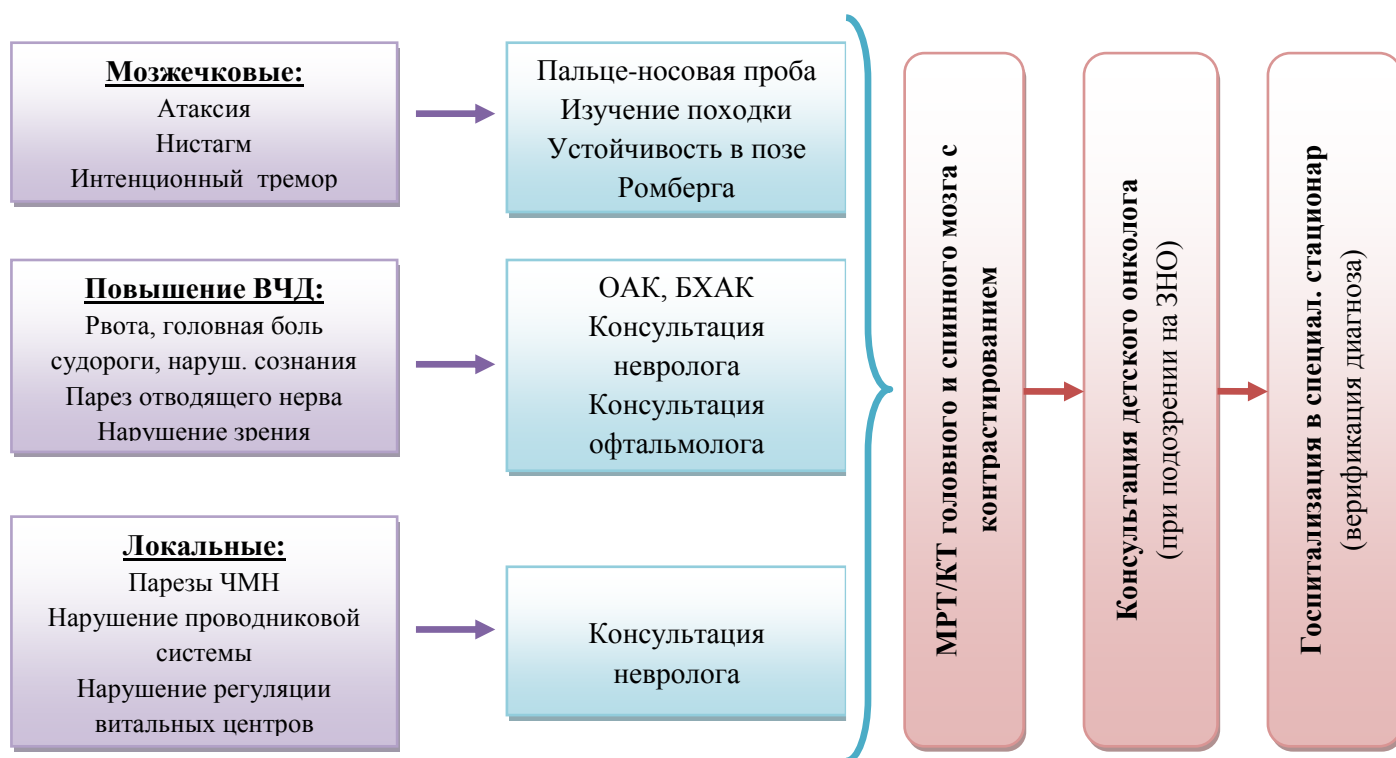 Мозжечковые:
Атаксия
Нистагм
Интенционный тремор
Пальце-носовая проба
Изучение походки
Устойчивость в позе
Ромберга
Повышение ВЧД:
Рвота, головная боль
судороги, наруш. сознания
Парез отводящего нерва
Нарушение зрения
ОАК, БХАК
Консультация
невролога
Консультация
офтальмолога
Локальные:
Парезы ЧМН
Нарушение проводниковой
системы
Нарушение регуляции
витальных центров
Консультация
невролога
МРТ/КТ головного и спинного мозга с
контрастированием
Консультация детского онколога
(при подозрении на ЗНО)
Госпитализация в специал. стационар
(верификация диагноза)